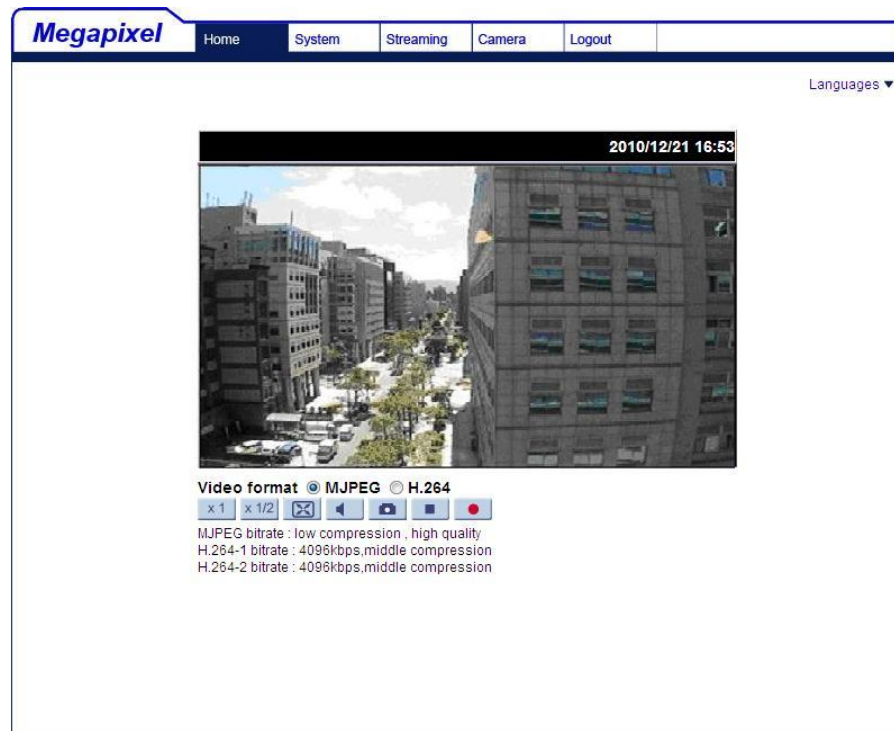 Megapixel
Home System Streaming Camera Logout
Languages ▼
2010/12/21 16:53
Video format MJPEG H.264
x 1 x 1/2
MJPEG bitrate : low compression , high quality
H.264-1 bitrate : 4096kbps,middle compression
H.264-2 bitrate : 4096kbps,middle compression